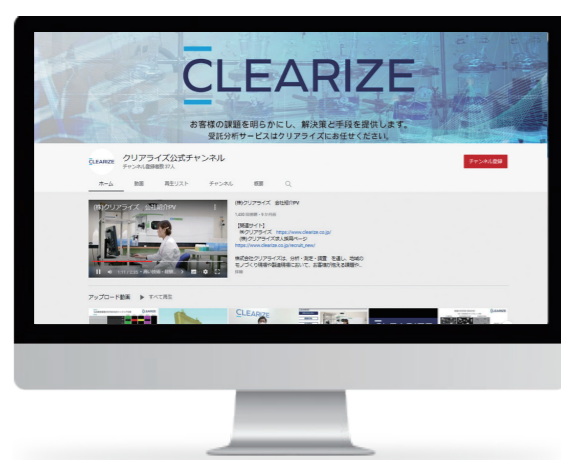 CLEARIZE
お客様の課題を明らかにし、解決策と手段を提供します。
受託分析サービスはクリアライズにお任せください。
CLEARIZE
クリアライズ公式チャンネル
チャンネル登録
ホーム 動画 再生リスト チャンネル 概要
(株)クリアライズ 会社紹介PV
(株)クリアライズ 会社紹介PV
【関連サイト】
https://www.clearize.co.jp/
(株)クリアライズ求人採用ページ
https://www.clearize.co.jp/recruit_new/
株式会社クリアライズは、分析・測定・調査 を通し、地域の
アップロード動画 すべて再生
CLEARIZE